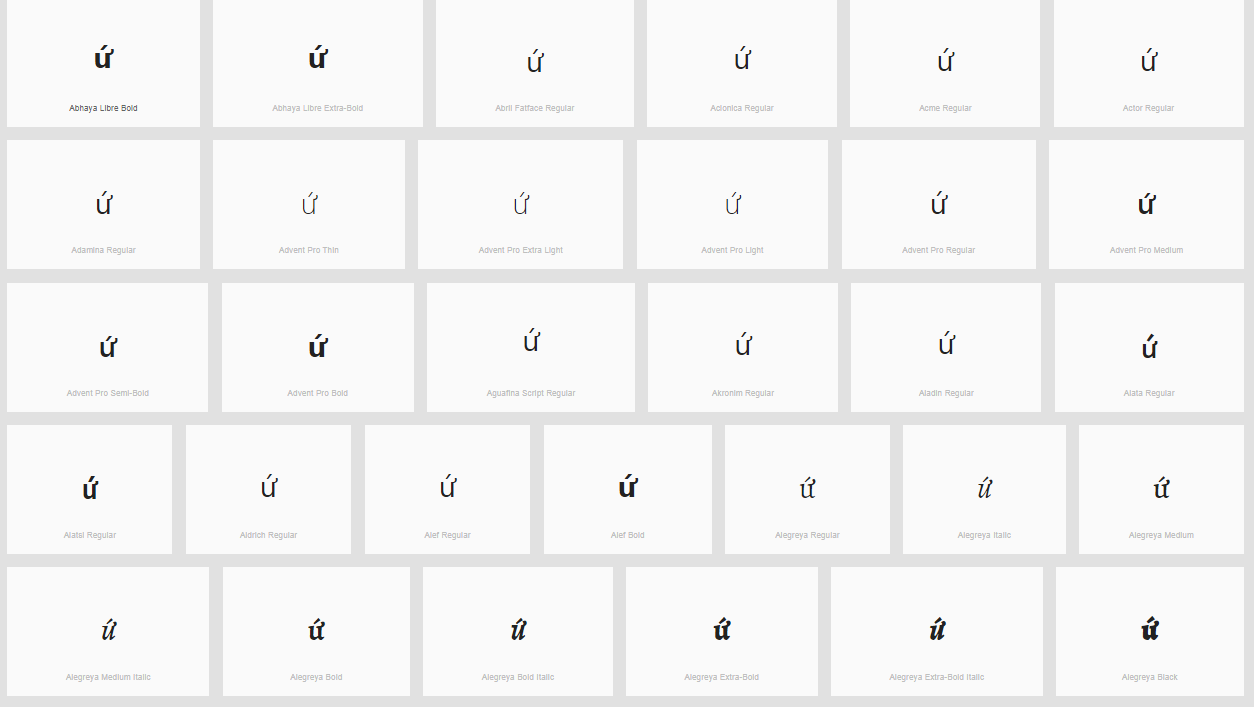 ứ ứ ứ ứ ứ ứ
Abhaya Libre Bold Abhaya Libre Extra-Bold Abril Fatface Regular Aclonica Regular Acme Regular Actor Regular
ứ ứ ứ ứ ứ ứ
Adamina Regular Advent Pro Thin Advent Pro Extra Light Advent Pro Light Advent Pro Regular Advent Pro Medium
ứ ứ ứ ứ ứ ứ
Advent Pro Semi-Bold Advent Pro Bold Aguafina Script Regular Akronim Regular Aladin Regular Alata Regular
ứ ứ ứ ứ ứ ứ ứ
Alatsi Regular Aldrich Regular Alef Regular Alef Bold Alegreya Regular Alegreya Italic Alegreya Medium
ứ ứ ứ ứ ứ ứ
Alegreya Medium Italic Alegreya Bold Alegreya Bold Italic Alegreya Extra-Bold Alegreya Extra-Bold Italic Alegreya Black